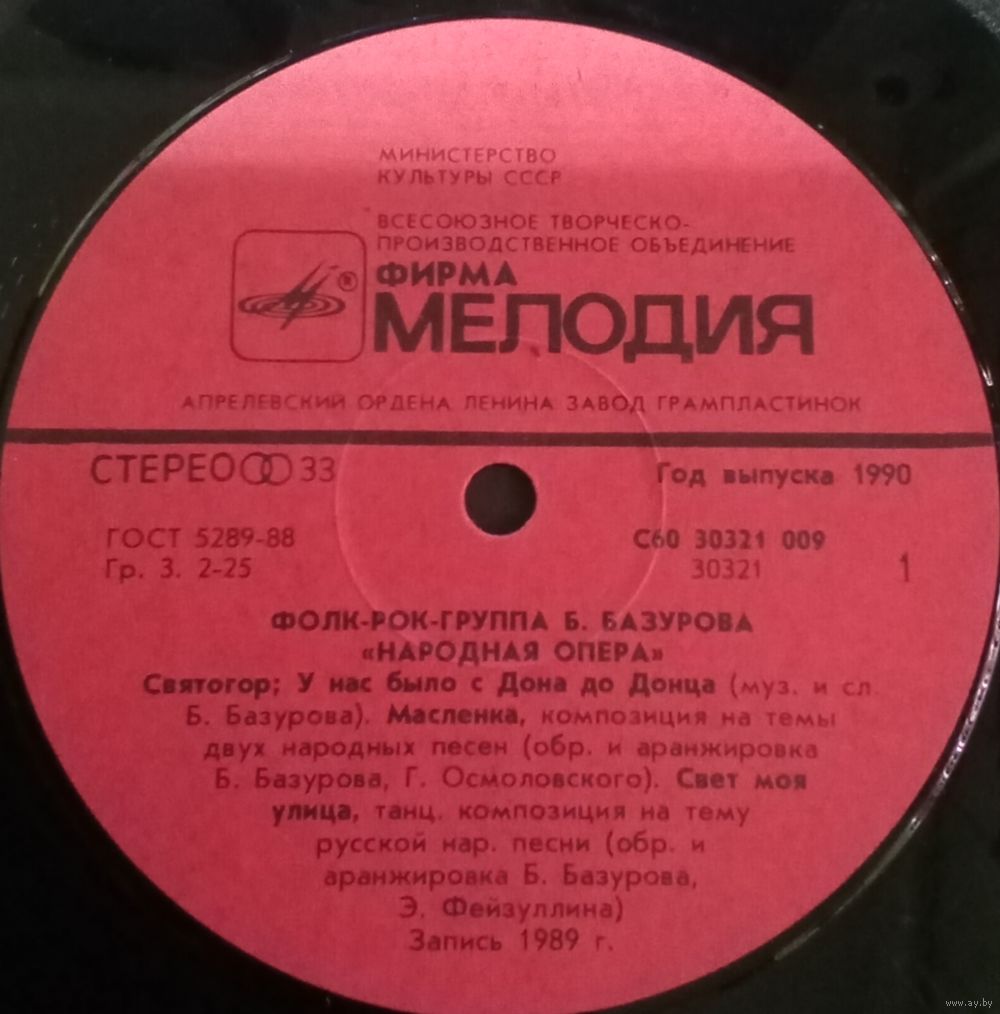 МИНИСТЕРСТВО
КУЛЬТУРЫ СССР
ВСЕСОЮЗНОЕ ТВОРЧЕСКО-
ПРОИЗВОДСТВЕННОЕ ОБЪЕДИНЕНИЕ
ФИРМА
®
МЕЛОДИЯ
АПРЕЛЕВСКИЙ ОРДЕНА ЛЕНИНА ЗАВОД ГРАМПЛАСТИНОК
СТЕРЕО 33
Год выпуска 1990
ГОСТ 5289-88
С60 30321 009
Гр. 3. 2-25
30321
1
ФОЛК-РОК-ГРУППА Б. БАЗУРОВА
«НАРОДНАЯ ОПЕРА»
Святогор; У нас было с Дона до Донца (муз. и сл.
Б. Базурова). Масленка, композиция на темы
двух народных песен (обр. и аранжировка
Б. Базурова, Г. Осмоловского). Свет моя
улица, танц. композиция на тему
русской нар. песни (обр. и
аранжировка Б. Базурова,
Э. Фейзуллина)
Запись 1989 г.
www.ay.by